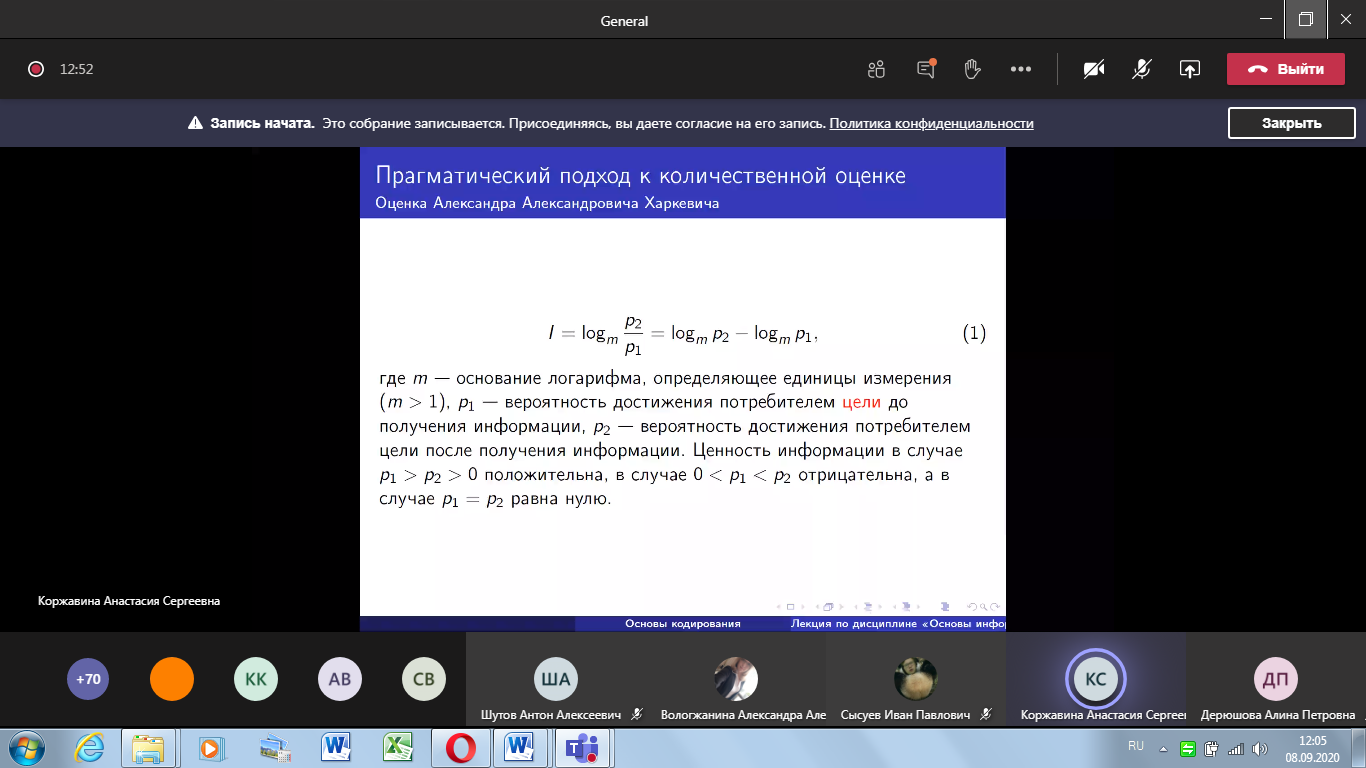 General
12:52
Выйти
Запись начата. Это собрание записывается. Присоединяясь, вы даете согласие на его запись. Политика конфиденциальности
Закрыть
Прагматический подход к количественной оценке
Оценка Александра Александровича Харкевича
I = log_m p₂/p₁ = log_m p₂ − log_m p₁, (1)
где m — основание логарифма, определяющее единицы измерения
(m > 1), p₁ — вероятность достижения потребителем цели до
получения информации, p₂ — вероятность достижения потребителем
цели после получения информации. Ценность информации в случае
p₁ > p₂ > 0 положительна, в случае 0 < p₁ < p₂ отрицательна, а в
случае p₁ = p₂ равна нулю.
Коржавина Анастасия Сергеевна
Основы кодирования
Лекция по дисциплине «Основы инфор
+70
КК
АВ
СВ
ША
КС
ДП
Шутов Антон Алексеевич
Вологжанина Александра Але
Сысуев Иван Павлович
Коржавина Анастасия Сергеев
Дерюшова Алина Петровна
RU
12:05
08.09.2020